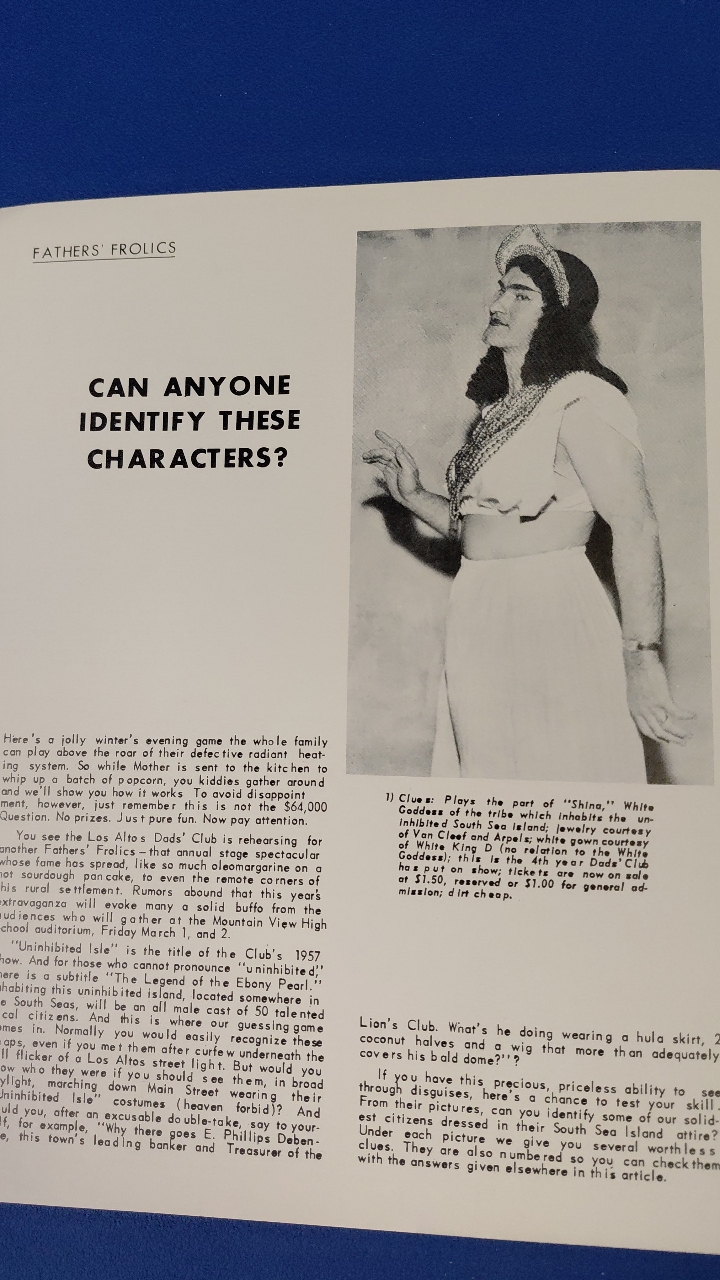 FATHERS' FROLICS
CAN ANYONE
IDENTIFY THESE
CHARACTERS?
Here's a jolly winter's evening game the whole family
can play above the roar of their defective radiant heat-
ing system. So while Mother is sent to the kitchen to
whip up a batch of popcorn, you kiddies gather around
and we'll show you how it works To avoid disappoint
ment, however, just remember this is not the $64,000
Question. No prizes. Just pure fun. Now pay attention.
You see the Los Altos Dads' Club is rehearsing for
another Fathers' Frolics—that annual stage spectacular
whose fame has spread, like so much oleomargarine on a
hot sourdough pancake, to even the remote corners of
his rural settlement. Rumors abound that this year's
extravaganza will evoke many a solid buffo from the
udiences who will gather at the Mountain View High
chool auditorium, Friday March 1, and 2.
"Uninhibited Isle" is the title of the Club's 1957
how. And for those who cannot pronounce "uninhibited,"
here is a subtitle "The Legend of the Ebony Pearl."
nhabiting this uninhibited island, located somewhere in
e South Seas, will be an all male cast of 50 talented
cal citizens. And this is where our guessing game
omes in. Normally you would easily recognize these
haps, even if you met them after curfew underneath the
ll flicker of a Los Altos street light. But would you
ow who they were if you should see them, in broad
ylight, marching down Main Street wearing their
Uninhibited Isle" costumes (heaven forbid)? And
uld you, after an excusable double-take, say to your-
lf, for example, "Why there goes E. Phillips Deben-
e, this town's leading banker and Treasurer of the
1) Clues: Plays the part of "Shina," White
Goddess of the tribe which inhabits the un-
inhibited South Sea island; jewelry courtesy
of Van Cleef and Arpels; white gown courtesy
of White King D (no relation to the White
Goddess); this is the 4th year Dads' Club
has put on show; tickets are now on sale
at $1.50, reserved or $1.00 for general ad-
mission; dirt cheap.
Lion's Club. What's he doing wearing a hula skirt, 2
coconut halves and a wig that more than adequately
covers his bald dome?"?
If you have this precious, priceless ability to see
through disguises, here's a chance to test your skill.
From their pictures, can you identify some of our solid-
est citizens dressed in their South Sea Island attire?
Under each picture we give you several worthless
clues. They are also numbered so you can check them
with the answers given elsewhere in this article.